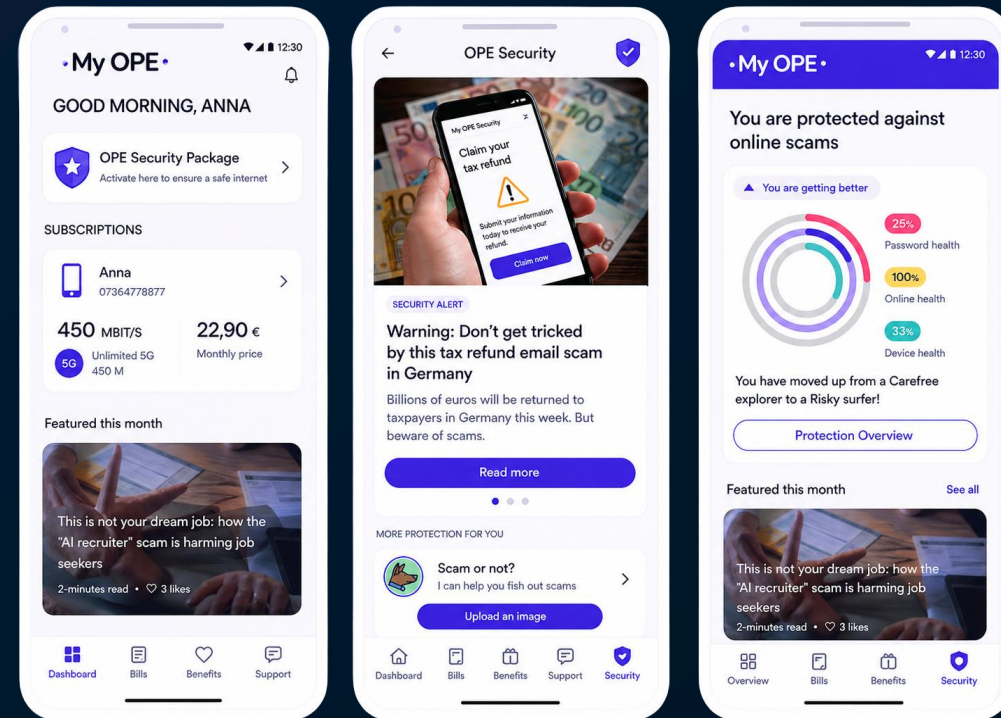 12:30
My OPE
GOOD MORNING, ANNA
OPE Security Package
Activate here to ensure a safe internet
SUBSCRIPTIONS
Anna
07364778877
450 MBIT/S
5G
Unlimited 5G
450 M
22,90 €
Monthly price
Featured this month
This is not your dream job: how the
"AI recruiter" scam is harming job
seekers
2-minutes read • 3 likes
Dashboard
Bills
Benefits
Support
OPE Security
50
20
100
10
My OPE Security
Claim your
tax refund
Submit your information
today to receive your
refund.
Claim now
SECURITY ALERT
Warning: Don't get tricked
by this tax refund email scam
in Germany
Billions of euros will be returned to
taxpayers in Germany this week. But
beware of scams.
Read more
MORE PROTECTION FOR YOU
Scam or not?
I can help you fish out scams
Upload an image
Dashboard
Bills
Benefits
Support
Security
12:30
My OPE
You are protected against
online scams
You are getting better
25%
Password health
100%
Online health
33%
Device health
You have moved up from a Carefree
explorer to a Risky surfer!
Protection Overview
Featured this month
See all
This is not your dream job: how the
"AI recruiter" scam is harming job
seekers
2-minutes read • 3 likes
Overview
Bills
Benefits
Security